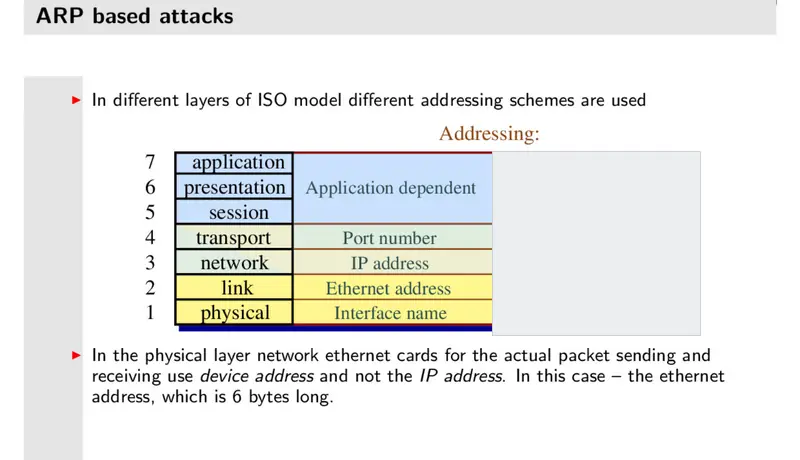 ARP based attacks
In different layers of ISO model different addressing schemes are used
Addressing:
7 application
6 presentation Application dependent
5 session
4 transport Port number
3 network IP address
2 link Ethernet address
1 physical Interface name
In the physical layer network ethernet cards for the actual packet sending and
receiving use device address and not the IP address. In this case – the ethernet
address, which is 6 bytes long.